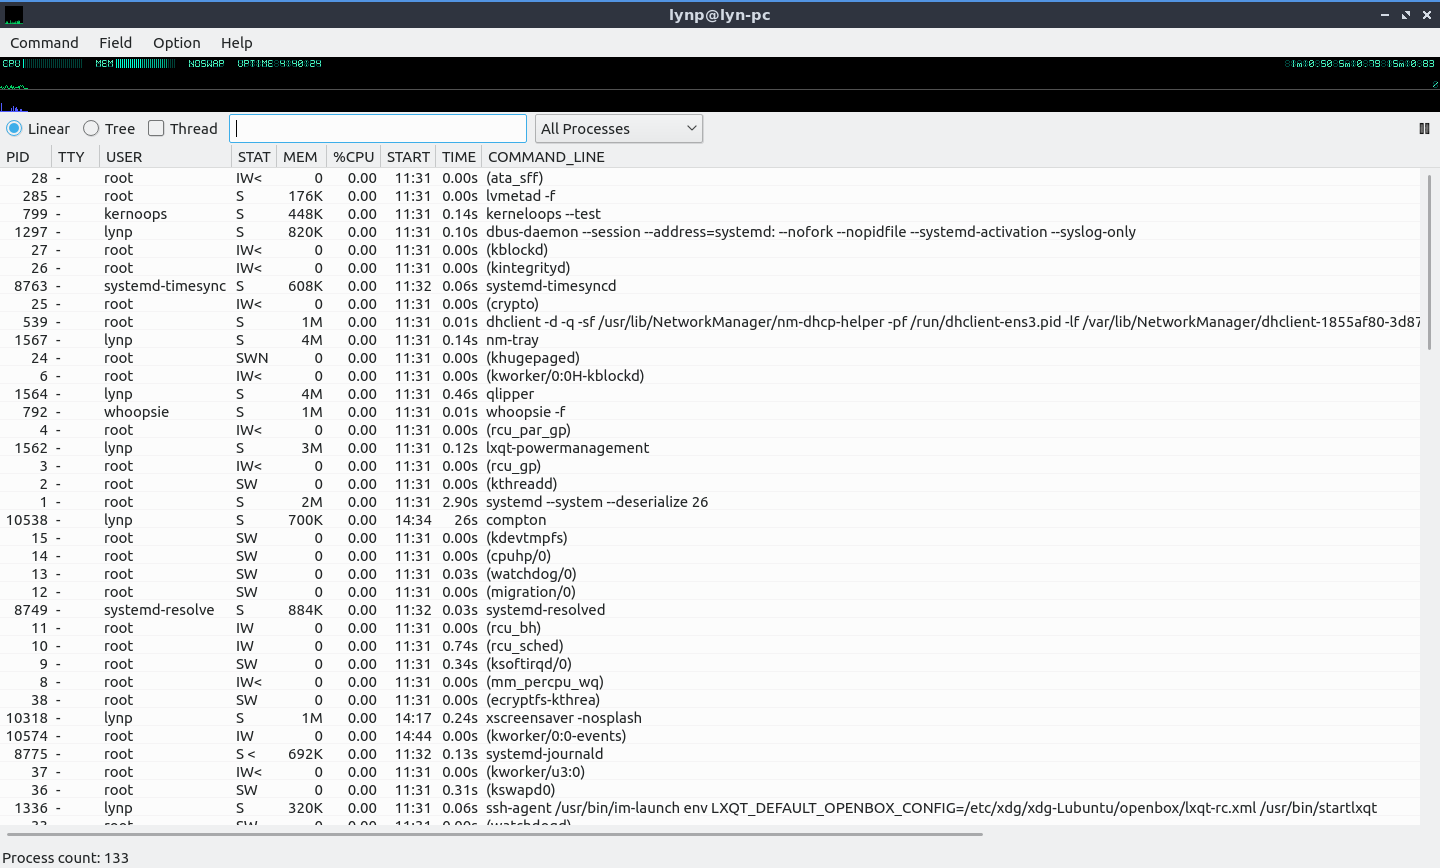 lynp@lyn-pc
Command Field Option Help
CPU MEM NOSWAP UPTIME 4:40:24 1m:0.50 5m:0.79 15m:0.83
2
Linear Tree Thread All Processes
PID TTY USER STAT MEM %CPU START TIME COMMAND_LINE
28 - root IW< 0 0.00 11:31 0.00s (ata_sff)
285 - root S 176K 0.00 11:31 0.00s lvmetad -f
799 - kernoops S 448K 0.00 11:31 0.14s kerneloops --test
1297 - lynp S 820K 0.00 11:31 0.10s dbus-daemon --session --address=systemd: --nofork --nopidfile --systemd-activation --syslog-only
27 - root IW< 0 0.00 11:31 0.00s (kblockd)
26 - root IW< 0 0.00 11:31 0.00s (kintegrityd)
8763 - systemd-timesync S 608K 0.00 11:32 0.06s systemd-timesyncd
25 - root IW< 0 0.00 11:31 0.00s (crypto)
539 - root S 1M 0.00 11:31 0.01s dhclient -d -q -sf /usr/lib/NetworkManager/nm-dhcp-helper -pf /run/dhclient-ens3.pid -lf /var/lib/NetworkManager/dhclient-1855af80-3d87
1567 - lynp S 4M 0.00 11:31 0.14s nm-tray
24 - root SWN 0 0.00 11:31 0.00s (khugepaged)
6 - root IW< 0 0.00 11:31 0.00s (kworker/0:0H-kblockd)
1564 - lynp S 4M 0.00 11:31 0.46s qlipper
792 - whoopsie S 1M 0.00 11:31 0.01s whoopsie -f
4 - root IW< 0 0.00 11:31 0.00s (rcu_par_gp)
1562 - lynp S 3M 0.00 11:31 0.12s lxqt-powermanagement
3 - root IW< 0 0.00 11:31 0.00s (rcu_gp)
2 - root SW 0 0.00 11:31 0.00s (kthreadd)
1 - root S 2M 0.00 11:31 2.90s systemd --system --deserialize 26
10538 - lynp S 700K 0.00 14:34 26s compton
15 - root SW 0 0.00 11:31 0.00s (kdevtmpfs)
14 - root SW 0 0.00 11:31 0.00s (cpuhp/0)
13 - root SW 0 0.00 11:31 0.03s (watchdog/0)
12 - root SW 0 0.00 11:31 0.00s (migration/0)
8749 - systemd-resolve S 884K 0.00 11:32 0.03s systemd-resolved
11 - root IW 0 0.00 11:31 0.00s (rcu_bh)
10 - root IW 0 0.00 11:31 0.74s (rcu_sched)
9 - root SW 0 0.00 11:31 0.34s (ksoftirqd/0)
8 - root IW< 0 0.00 11:31 0.00s (mm_percpu_wq)
38 - root SW 0 0.00 11:31 0.00s (ecryptfs-kthrea)
10318 - lynp S 1M 0.00 14:17 0.24s xscreensaver -nosplash
10574 - root IW 0 0.00 14:44 0.00s (kworker/0:0-events)
8775 - root S < 692K 0.00 11:32 0.13s systemd-journald
37 - root IW< 0 0.00 11:31 0.00s (kworker/u3:0)
36 - root SW 0 0.00 11:31 0.31s (kswapd0)
1336 - lynp S 320K 0.00 11:31 0.06s ssh-agent /usr/bin/im-launch env LXQT_DEFAULT_OPENBOX_CONFIG=/etc/xdg/xdg-Lubuntu/openbox/lxqt-rc.xml /usr/bin/startlxqt
33 - root SW 0 0.00 11:31 0.00s (watchdogd)
Process count: 133